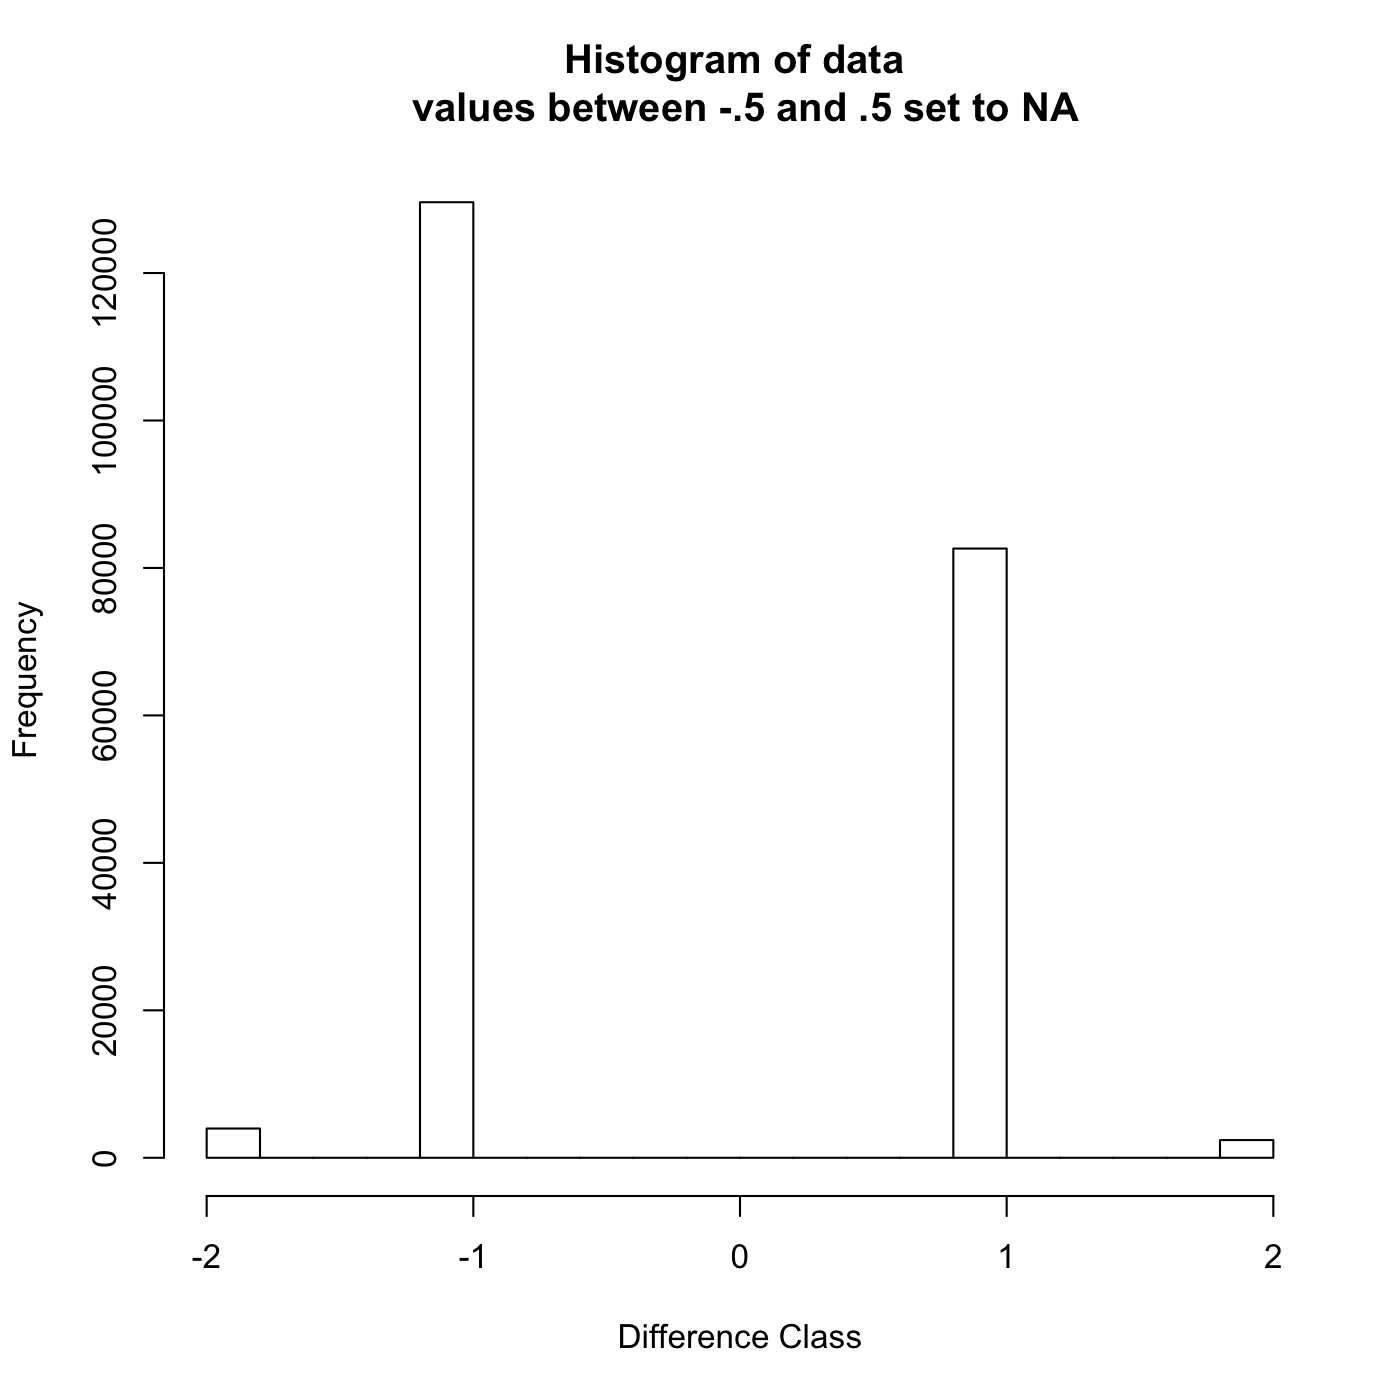 Histogram of data
values between -.5 and .5 set to NA
Frequency
120000
100000
80000
60000
40000
20000
0
-2 -1 0 1 2
Difference Class